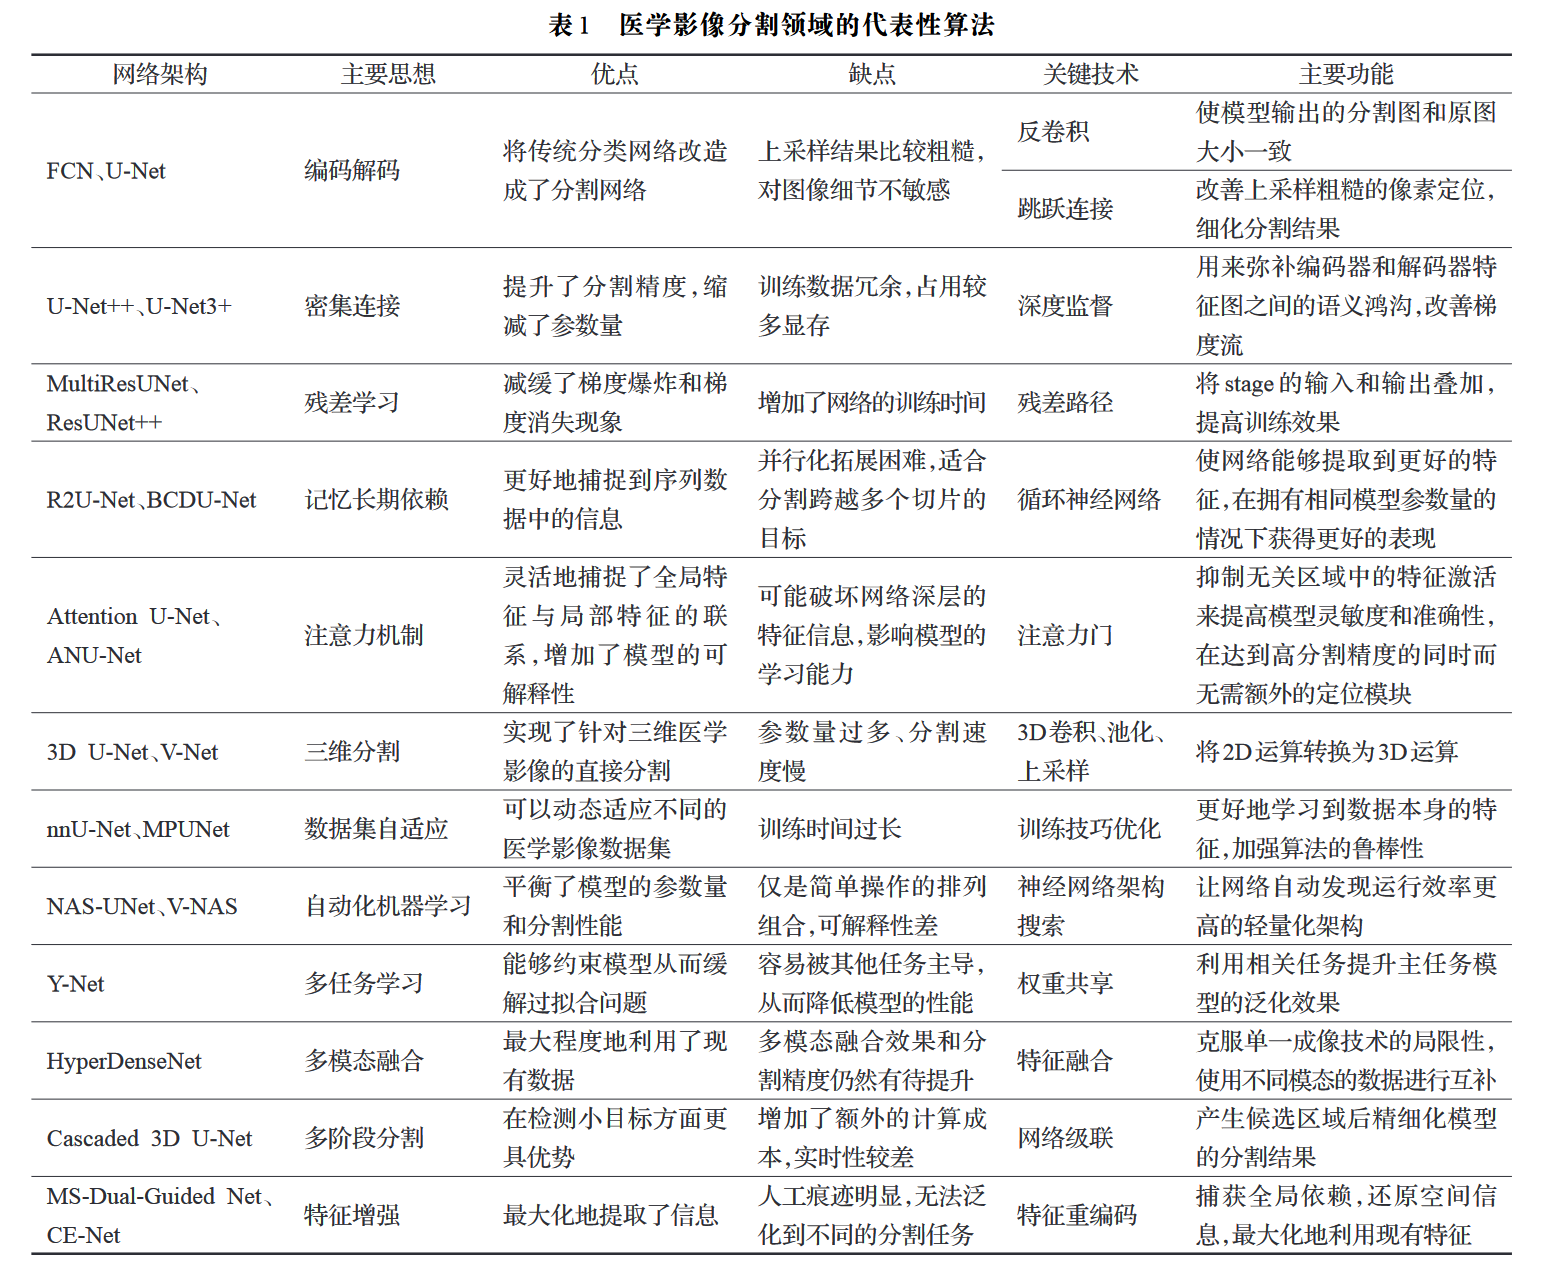 表1 医学影像分割领域的代表性算法
网络架构 主要思想 优点 缺点 关键技术 主要功能
FCN、U-Net
编码解码
将传统分类网络改造
成了分割网络
上采样结果比较粗糙，
对图像细节不敏感
反卷积
使模型输出的分割图和原图
大小一致
跳跃连接
改善上采样粗糙的像素定位，
细化分割结果
U-Net++、U-Net3+
密集连接
提升了分割精度，缩
减了参数量
训练数据冗余，占用较
多显存
深度监督
用来弥补编码器和解码器特
征图之间的语义鸿沟，改善梯
度流
MultiResUNet、
ResUNet++
残差学习
减缓了梯度爆炸和梯
度消失现象
增加了网络的训练时间
残差路径
将stage的输入和输出叠加，
提高训练效果
R2U-Net、BCDU-Net
记忆长期依赖
更好地捕捉到序列数
据中的信息
并行化拓展困难，适合
分割跨越多个切片的
目标
循环神经网络
使网络能够提取到更好的特
征，在拥有相同模型参数量的
情况下获得更好的表现
Attention U-Net、
ANU-Net
注意力机制
灵活地捕捉了全局特
征与局部特征的联
系，增加了模型的可
解释性
可能破坏网络深层的
特征信息，影响模型的
学习能力
注意力门
抑制无关区域中的特征激活
来提高模型灵敏度和准确性，
在达到高分割精度的同时而
无需额外的定位模块
3D U-Net、V-Net
三维分割
实现了针对三维医学
影像的直接分割
参数量过多、分割速
度慢
3D卷积、池化、
上采样
将2D运算转换为3D运算
nnU-Net、MPUNet
数据集自适应
可以动态适应不同的
医学影像数据集
训练时间过长
训练技巧优化
更好地学习到数据本身的特
征，加强算法的鲁棒性
NAS-UNet、V-NAS
自动化机器学习
平衡了模型的参数量
和分割性能
仅是简单操作的排列
组合，可解释性差
神经网络架构
搜索
让网络自动发现运行效率更
高的轻量化架构
Y-Net
多任务学习
能够约束模型从而缓
解过拟合问题
容易被其他任务主导，
从而降低模型的性能
权重共享
利用相关任务提升主任务模
型的泛化效果
HyperDenseNet
多模态融合
最大程度地利用了现
有数据
多模态融合效果和分
割精度仍然有待提升
特征融合
克服单一成像技术的局限性，
使用不同模态的数据进行互补
Cascaded 3D U-Net
多阶段分割
在检测小目标方面更
具优势
增加了额外的计算成
本，实时性较差
网络级联
产生候选区域后精细化模型
的分割结果
MS-Dual-Guided Net、
CE-Net
特征增强
最大化地提取了信息
人工痕迹明显，无法泛
化到不同的分割任务
特征重编码
捕获全局依赖，还原空间信
息，最大化地利用现有特征